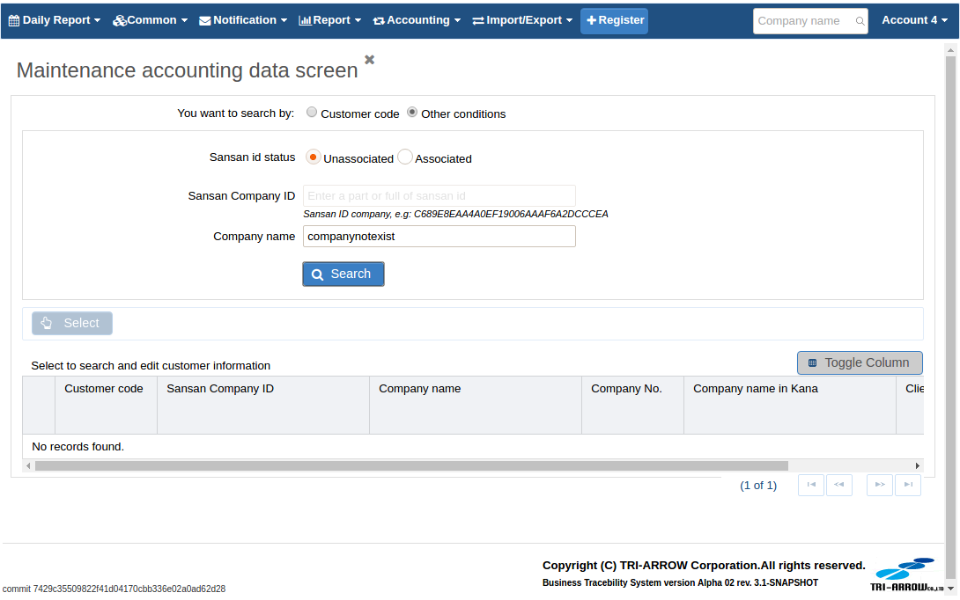 Daily Report Common Notification Report Accounting Import/Export Register Company name Account 4
Maintenance accounting data screen
You want to search by: Customer code Other conditions
Sansan id status Unassociated Associated
Sansan Company ID Enter a part or full of sansan id
Sansan ID company, e.g: C689E8EAA4A0EF19006AAAF6A2DCCCEA
Company name companynotexist
Search
Select
Select to search and edit customer information Toggle Column
Customer code Sansan Company ID Company name Company No. Company name in Kana Clie
No records found.
(1 of 1)
Copyright (C) TRI-ARROW Corporation.All rights reserved.
Business Tracebility System version Alpha 02 rev. 3.1-SNAPSHOT
TRI-ARROW CO.,LTD
commit 7429c35509822f41d04170cbb336e02a0ad62d28